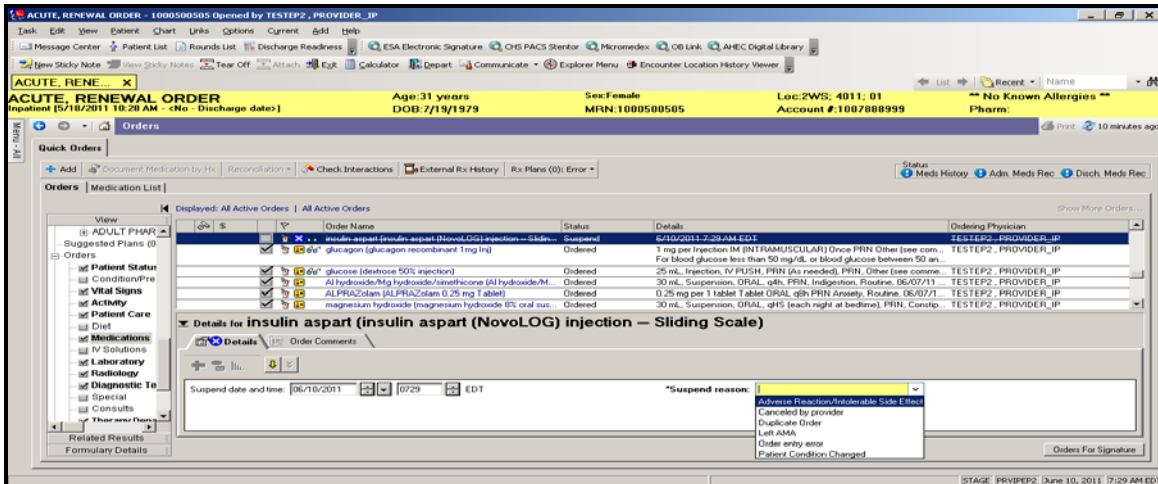 ACUTE, RENEWAL ORDER - 1000500505 Opened by TESTEP2 , PROVIDER_IP
Task Edit View Patient Chart Links Options Current Add Help
Message Center Patient List Rounds List Discharge Readiness ESA Electronic Signature CHS PACS Stentor Micromedex OB Link AHEC Digital Library
New Sticky Note View Sticky Notes Tear Off Attach Exit Calculator Depart Communicate Explorer Menu Encounter Location History Viewer
ACUTE, RENE... X List Recent Name
ACUTE, RENEWAL ORDER Age:31 years Sex:Female Loc:2WS; 4011; 01 ** No Known Allergies **
Inpatient [5/18/2011 10:28 AM - <No - Discharge date>] DOB:7/19/1979 MRN:1000500505 Account #:1007888999 Pharm:
Menu - All Orders Print 10 minutes ago
Quick Orders
Add Document Medication by Hx Reconciliation Check Interactions External Rx History Rx Plans (0): Error Status
Meds History Adm. Meds Rec Disch. Meds Rec
Orders Medication List
Displayed: All Active Orders | All Active Orders Show More Orders...
View $ Order Name Status Details Ordering Physician
ADULT PHAR insulin aspart (insulin aspart (NovoLOG) injection – Slidin... Suspend 6/10/2011 7:29 AM EDT TESTEP2 , PROVIDER_IP
Suggested Plans (0 glucagon (glucagon recombinant 1mg Inj) Ordered 1 mg per Injection IM (INTRAMUSCULAR) Once PRN Other (see com... TESTEP2 , PROVIDER_IP
Orders For blood glucose less than 50 mg/dL or blood glucose between 50 an...
Patient Status glucose (dextrose 50% injection) Ordered 25 mL, Injection, IV PUSH, PRN (As needed), PRN, Other (see comme... TESTEP2 , PROVIDER_IP
Condition/Pre Al hydroxide/Mg hydroxide/simethicone (Al hydroxide/M... Ordered 30 mL, Suspension, ORAL, q4h, PRN, Indigestion, Routine, 06/07/11 ... TESTEP2 , PROVIDER_IP
Vital Signs ALPRAZolam (ALPRAZolam 0.25 mg Tablet) Ordered 0.25 mg per 1 tablet Tablet ORAL q8h PRN Anxiety, Routine, 06/07/1... TESTEP2 , PROVIDER_IP
Activity magnesium hydroxide (magnesium hydroxide 8% oral sus... Ordered 30 mL, Suspension, ORAL, qHS (each night at bedtime), PRN, Constip... TESTEP2 , PROVIDER_IP
Patient Care
Diet Details for insulin aspart (insulin aspart (NovoLOG) injection – Sliding Scale)
Medications Details Order Comments
IV Solutions
Laboratory
Radiology
Diagnostic Te Suspend date and time: 06/10/2011 0729 EDT *Suspend reason:
Special Adverse Reaction/Intolerable Side Effect
Consults Canceled by provider
Duplicate Order
Left AMA
Related Results Order entry error
Formulary Details Patient Condition Changed Orders For Signature
STAGE PRVIPEP2 June 10, 2011 7:29 AM EDT